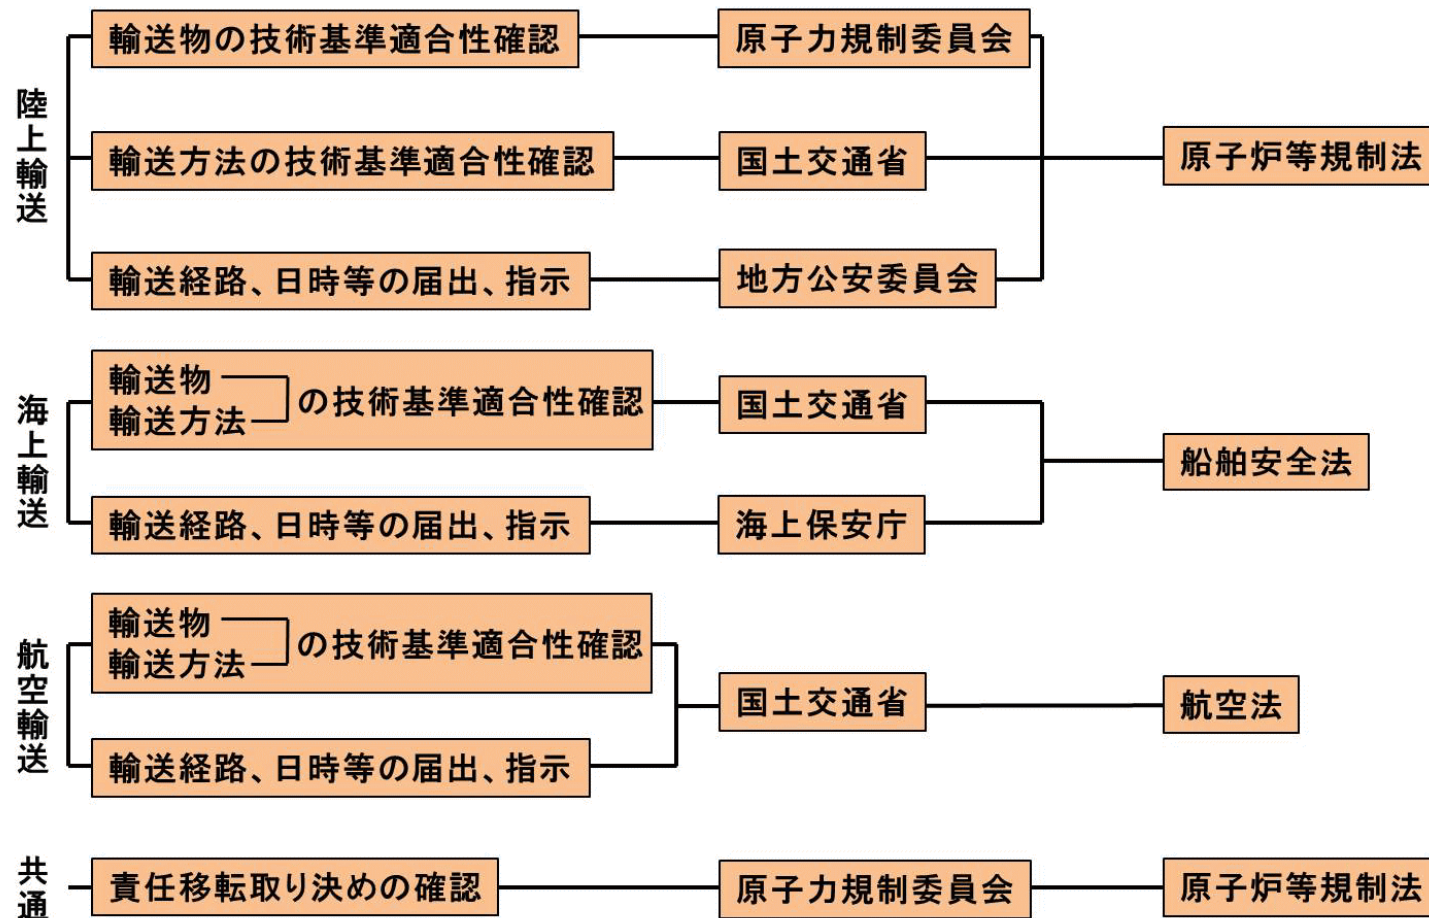 陸上輸送
輸送物の技術基準適合性確認
原子力規制委員会
輸送方法の技術基準適合性確認
国土交通省
原子炉等規制法
輸送経路、日時等の届出、指示
地方公安委員会
海上輸送
輸送物
輸送方法
の技術基準適合性確認
国土交通省
船舶安全法
輸送経路、日時等の届出、指示
海上保安庁
航空輸送
輸送物
輸送方法
の技術基準適合性確認
国土交通省
航空法
輸送経路、日時等の届出、指示
共通
責任移転取り決めの確認
原子力規制委員会
原子炉等規制法